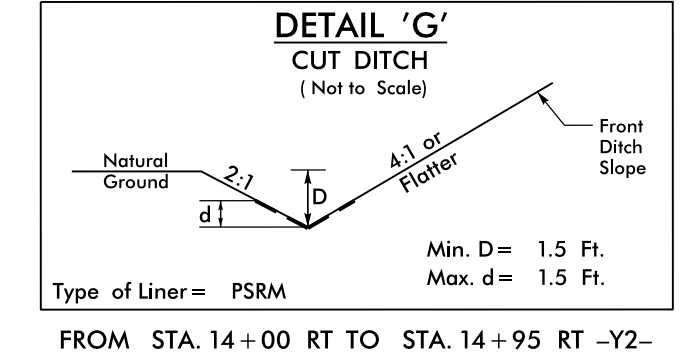 DETAIL 'G'
CUT DITCH
( Not to Scale)
Front
Ditch
Slope
4:1 or
Flatter
Natural
Ground
2:1
D
d
Min. D = 1.5 Ft.
Max. d = 1.5 Ft.
Type of Liner = PSRM
FROM STA. 14+00 RT TO STA. 14+95 RT -Y2-